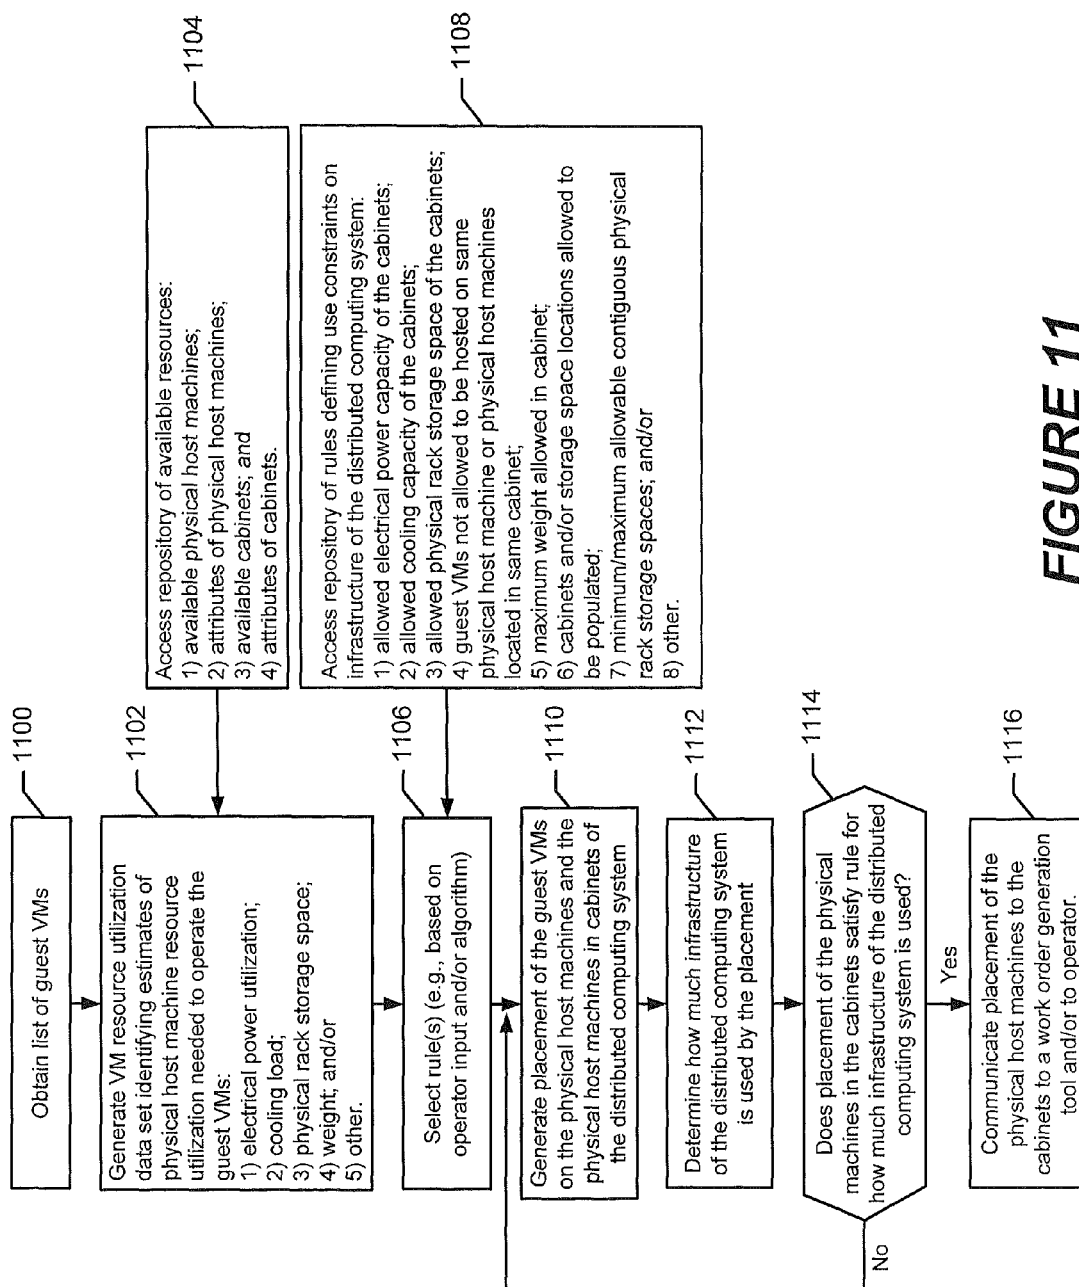 1100
Obtain list of guest VMs
1102
Generate VM resource utilization
data set identifying estimates of
physical host machine resource
utilization needed to operate the
guest VMs:
1) electrical power utilization;
2) cooling load;
3) physical rack storage space;
4) weight; and/or
5) other.
1104
Access repository of available resources:
1) available physical host machines;
2) attributes of physical host machines;
3) available cabinets; and
4) attributes of cabinets.
1106
Select rule(s) (e.g., based on
operator input and/or algorithm)
1108
Access repository of rules defining use constraints on
infrastructure of the distributed computing system:
1) allowed electrical power capacity of the cabinets;
2) allowed cooling capacity of the cabinets;
3) allowed physical rack storage space of the cabinets;
4) guest VMs not allowed to be hosted on same
physical host machine or physical host machines
located in same cabinet;
5) maximum weight allowed in cabinet;
6) cabinets and/or storage space locations allowed to
be populated;
7) minimum/maximum allowable contiguous physical
rack storage spaces; and/or
8) other.
1110
Generate placement of the guest VMs
on the physical host machines and the
physical host machines in cabinets of
the distributed computing system
1112
Determine how much infrastructure
of the distributed computing system
is used by the placement
1114
Does placement of the physical
machines in the cabinets satisfy rule for
how much infrastructure of the distributed
computing system is used?
No
Yes
1116
Communicate placement of the
physical host machines to the
cabinets to a work order generation
tool and/or to operator.
FIGURE 11